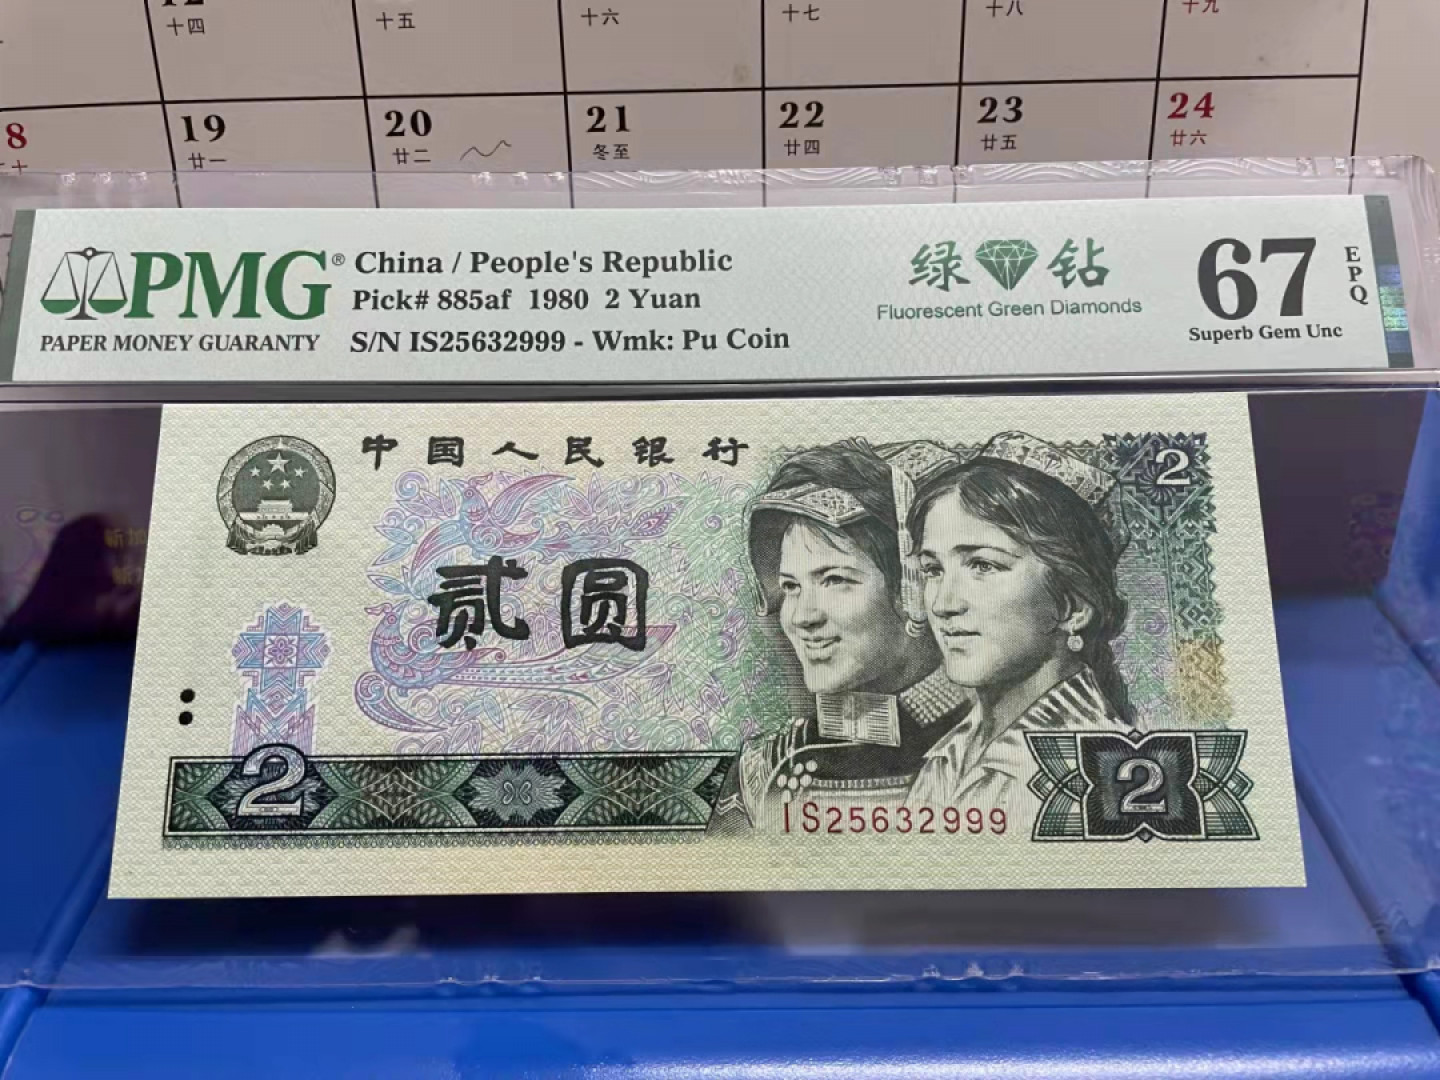 十四 十五 十六 十七 十八 十九
8 19 20 21 22 23 24
廿一 廿二 冬至 廿四 廿五 廿六
PMG®
PAPER MONEY GUARANTY
China / People's Republic
Pick# 885af 1980 2 Yuan
S/N IS25632999 - Wmk: Pu Coin
绿 钻
Fluorescent Green Diamonds
67
EPQ
Superb Gem Unc
中国人民银行
2
贰圆
2
2
IS25632999